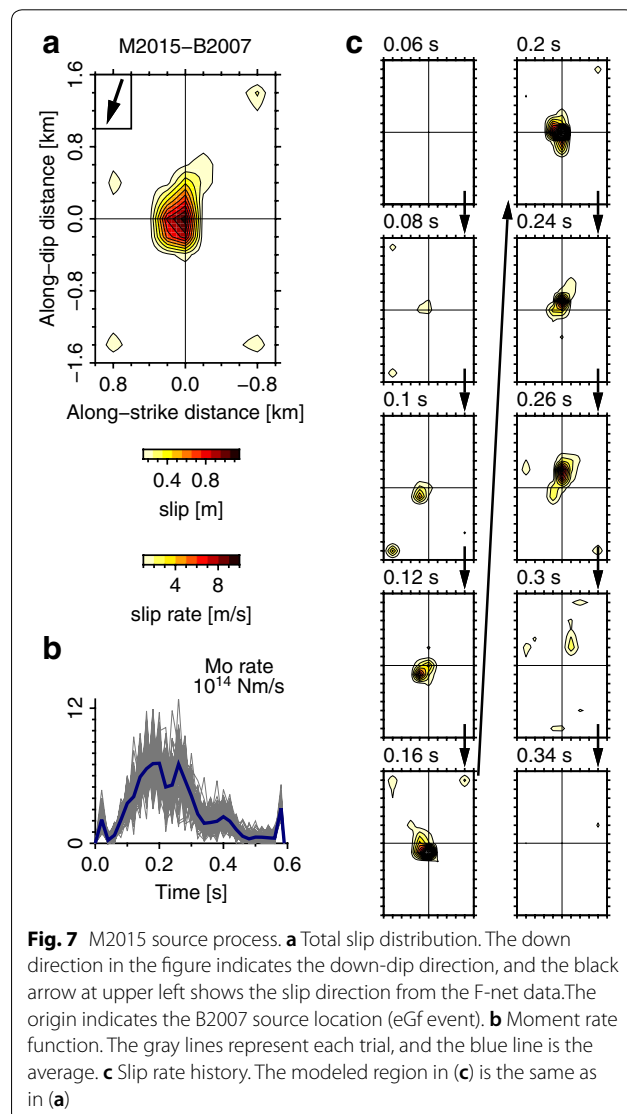 a
M2015–B2007
1.6
0.8
0.0
−0.8
−1.6
Along–dip distance [km]
0.8 0.0 −0.8
Along–strike distance [km]
0.4 0.8
slip [m]
4 8
slip rate [m/s]
b
Mo rate
10¹⁴ Nm/s
12
0
0.0 0.2 0.4 0.6
Time [s]
c
0.06 s
0.08 s
0.1 s
0.12 s
0.16 s
0.2 s
0.24 s
0.26 s
0.3 s
0.34 s
Fig. 7 M2015 source process. a Total slip distribution. The down
direction in the figure indicates the down-dip direction, and the black
arrow at upper left shows the slip direction from the F-net data.The
origin indicates the B2007 source location (eGf event). b Moment rate
function. The gray lines represent each trial, and the blue line is the
average. c Slip rate history. The modeled region in (c) is the same as
in (a)